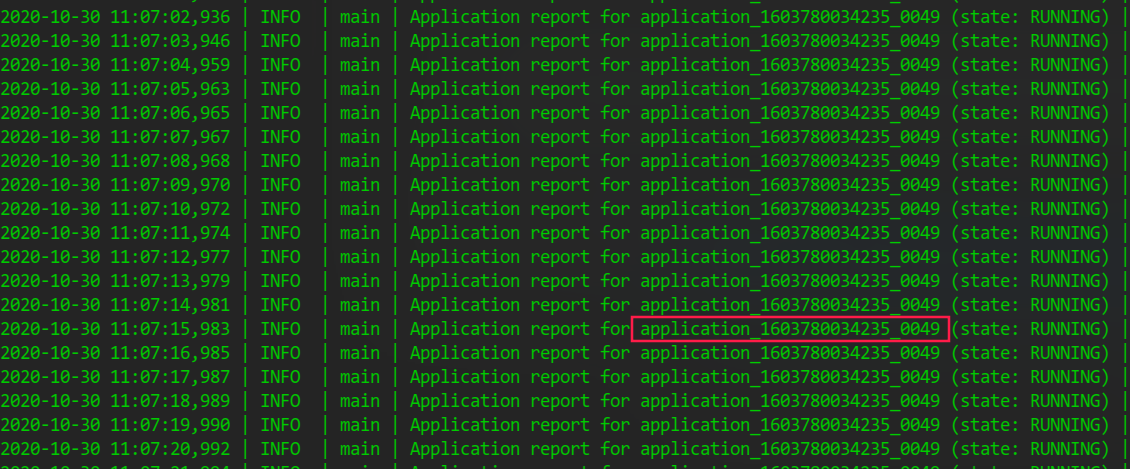 2020-10-30 11:07:02,936 | INFO  | main | Application report for application_1603780034235_0049 (state: RUNNING) |
2020-10-30 11:07:03,946 | INFO  | main | Application report for application_1603780034235_0049 (state: RUNNING) |
2020-10-30 11:07:04,959 | INFO  | main | Application report for application_1603780034235_0049 (state: RUNNING) |
2020-10-30 11:07:05,963 | INFO  | main | Application report for application_1603780034235_0049 (state: RUNNING) |
2020-10-30 11:07:06,965 | INFO  | main | Application report for application_1603780034235_0049 (state: RUNNING) |
2020-10-30 11:07:07,967 | INFO  | main | Application report for application_1603780034235_0049 (state: RUNNING) |
2020-10-30 11:07:08,968 | INFO  | main | Application report for application_1603780034235_0049 (state: RUNNING) |
2020-10-30 11:07:09,970 | INFO  | main | Application report for application_1603780034235_0049 (state: RUNNING) |
2020-10-30 11:07:10,972 | INFO  | main | Application report for application_1603780034235_0049 (state: RUNNING) |
2020-10-30 11:07:11,974 | INFO  | main | Application report for application_1603780034235_0049 (state: RUNNING) |
2020-10-30 11:07:12,977 | INFO  | main | Application report for application_1603780034235_0049 (state: RUNNING) |
2020-10-30 11:07:13,979 | INFO  | main | Application report for application_1603780034235_0049 (state: RUNNING) |
2020-10-30 11:07:14,981 | INFO  | main | Application report for application_1603780034235_0049 (state: RUNNING) |
2020-10-30 11:07:15,983 | INFO  | main | Application report for application_1603780034235_0049 (state: RUNNING) |
2020-10-30 11:07:16,985 | INFO  | main | Application report for application_1603780034235_0049 (state: RUNNING) |
2020-10-30 11:07:17,987 | INFO  | main | Application report for application_1603780034235_0049 (state: RUNNING) |
2020-10-30 11:07:18,989 | INFO  | main | Application report for application_1603780034235_0049 (state: RUNNING) |
2020-10-30 11:07:19,990 | INFO  | main | Application report for application_1603780034235_0049 (state: RUNNING) |
2020-10-30 11:07:20,992 | INFO  | main | Application report for application_1603780034235_0049 (state: RUNNING) |